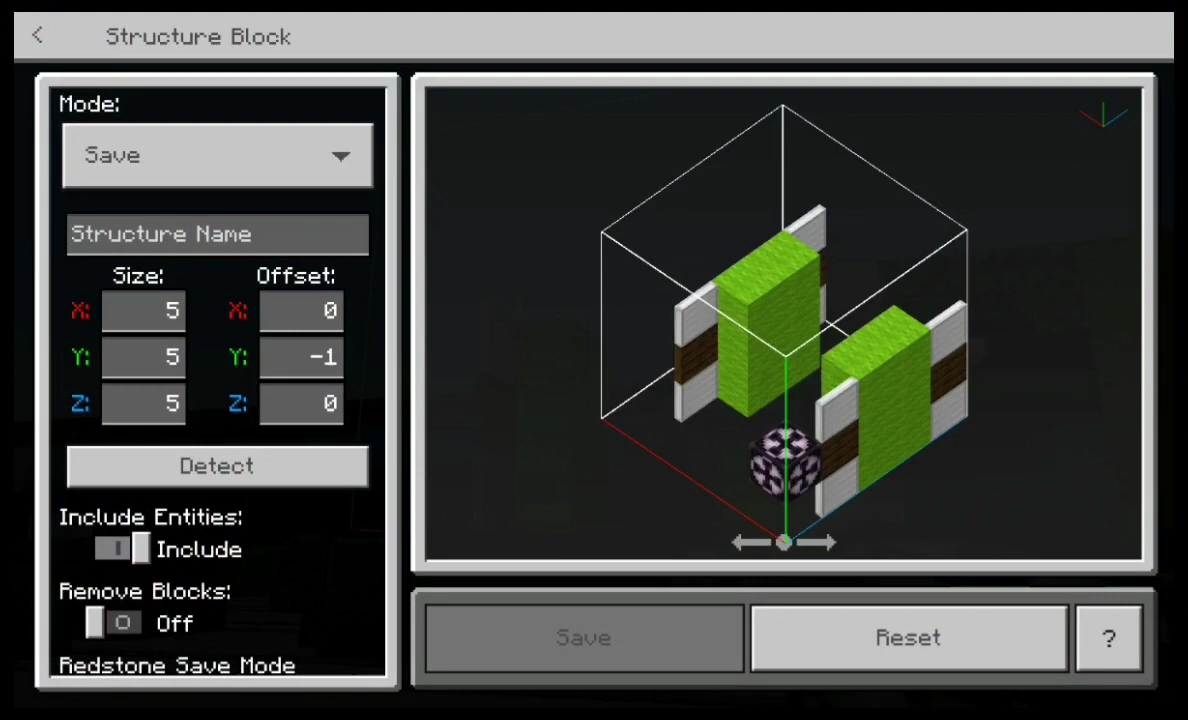 Structure Block
Mode:
Save
Structure Name
Size: Offset:
X: 5 X: 0
Y: 5 Y: -1
Z: 5 Z: 0
Detect
Include Entities:
Include
Remove Blocks:
Off
Redstone Save Mode
Save Reset ?